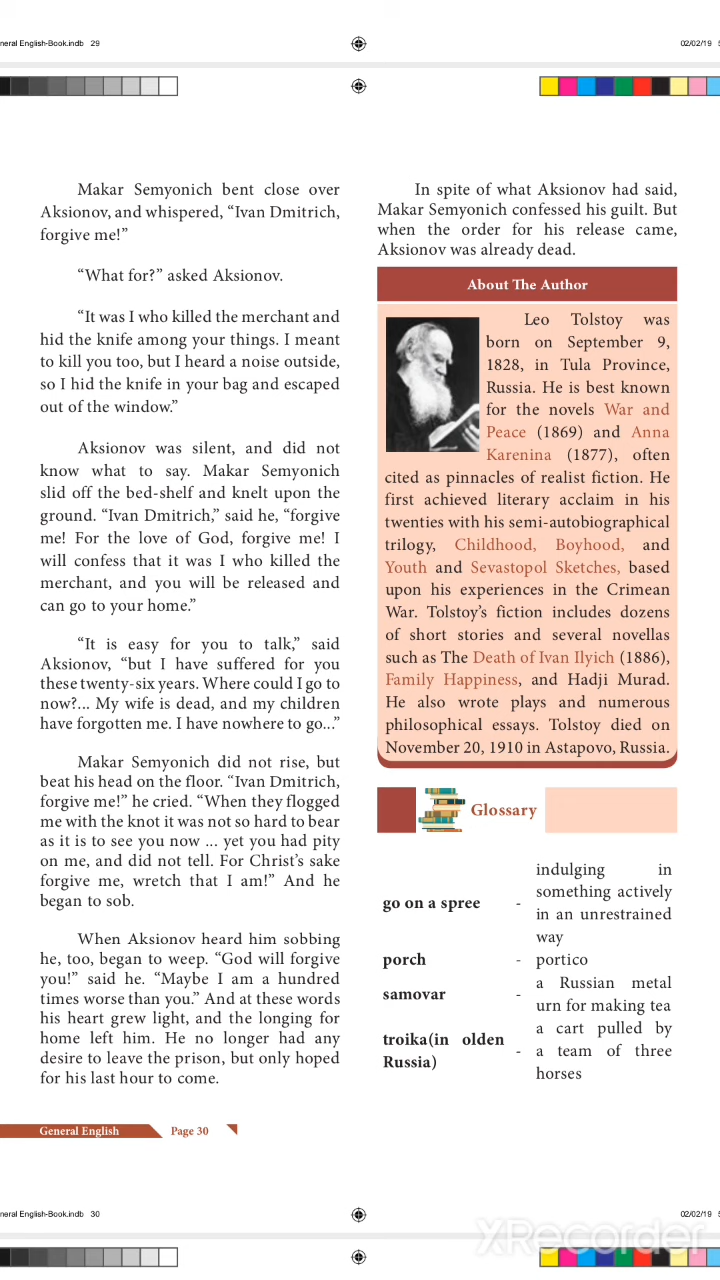 neral English-Book.indb 29
02/02/19
Makar Semyonich bent close over
Aksionov, and whispered, “Ivan Dmitrich,
forgive me!”
“What for?” asked Aksionov.
“It was I who killed the merchant and
hid the knife among your things. I meant
to kill you too, but I heard a noise outside,
so I hid the knife in your bag and escaped
out of the window.”
Aksionov was silent, and did not
know what to say. Makar Semyonich
slid off the bed-shelf and knelt upon the
ground. “Ivan Dmitrich,” said he, “forgive
me! For the love of God, forgive me! I
will confess that it was I who killed the
merchant, and you will be released and
can go to your home.”
“It is easy for you to talk,” said
Aksionov, “but I have suffered for you
these twenty-six years. Where could I go to
now?... My wife is dead, and my children
have forgotten me. I have nowhere to go...”
Makar Semyonich did not rise, but
beat his head on the floor. “Ivan Dmitrich,
forgive me!” he cried. “When they flogged
me with the knot it was not so hard to bear
as it is to see you now ... yet you had pity
on me, and did not tell. For Christ’s sake
forgive me, wretch that I am!” And he
began to sob.
When Aksionov heard him sobbing
he, too, began to weep. “God will forgive
you!” said he. “Maybe I am a hundred
times worse than you.” And at these words
his heart grew light, and the longing for
home left him. He no longer had any
desire to leave the prison, but only hoped
for his last hour to come.
In spite of what Aksionov had said,
Makar Semyonich confessed his guilt. But
when the order for his release came,
Aksionov was already dead.
About The Author
Leo Tolstoy was
born on September 9,
1828, in Tula Province,
Russia. He is best known
for the novels War and
Peace (1869) and Anna
Karenina (1877), often
cited as pinnacles of realist fiction. He
first achieved literary acclaim in his
twenties with his semi-autobiographical
trilogy, Childhood, Boyhood, and
Youth and Sevastopol Sketches, based
upon his experiences in the Crimean
War. Tolstoy’s fiction includes dozens
of short stories and several novellas
such as The Death of Ivan Ilyich (1886),
Family Happiness, and Hadji Murad.
He also wrote plays and numerous
philosophical essays. Tolstoy died on
November 20, 1910 in Astapovo, Russia.
Glossary
go on a spree - indulging in
something actively
in an unrestrained
way
porch - portico
samovar - a Russian metal
urn for making tea
troika(in olden
Russia) - a cart pulled by
a team of three
horses
General English Page 30
neral English-Book.indb 30
02/02/19
XRecorder